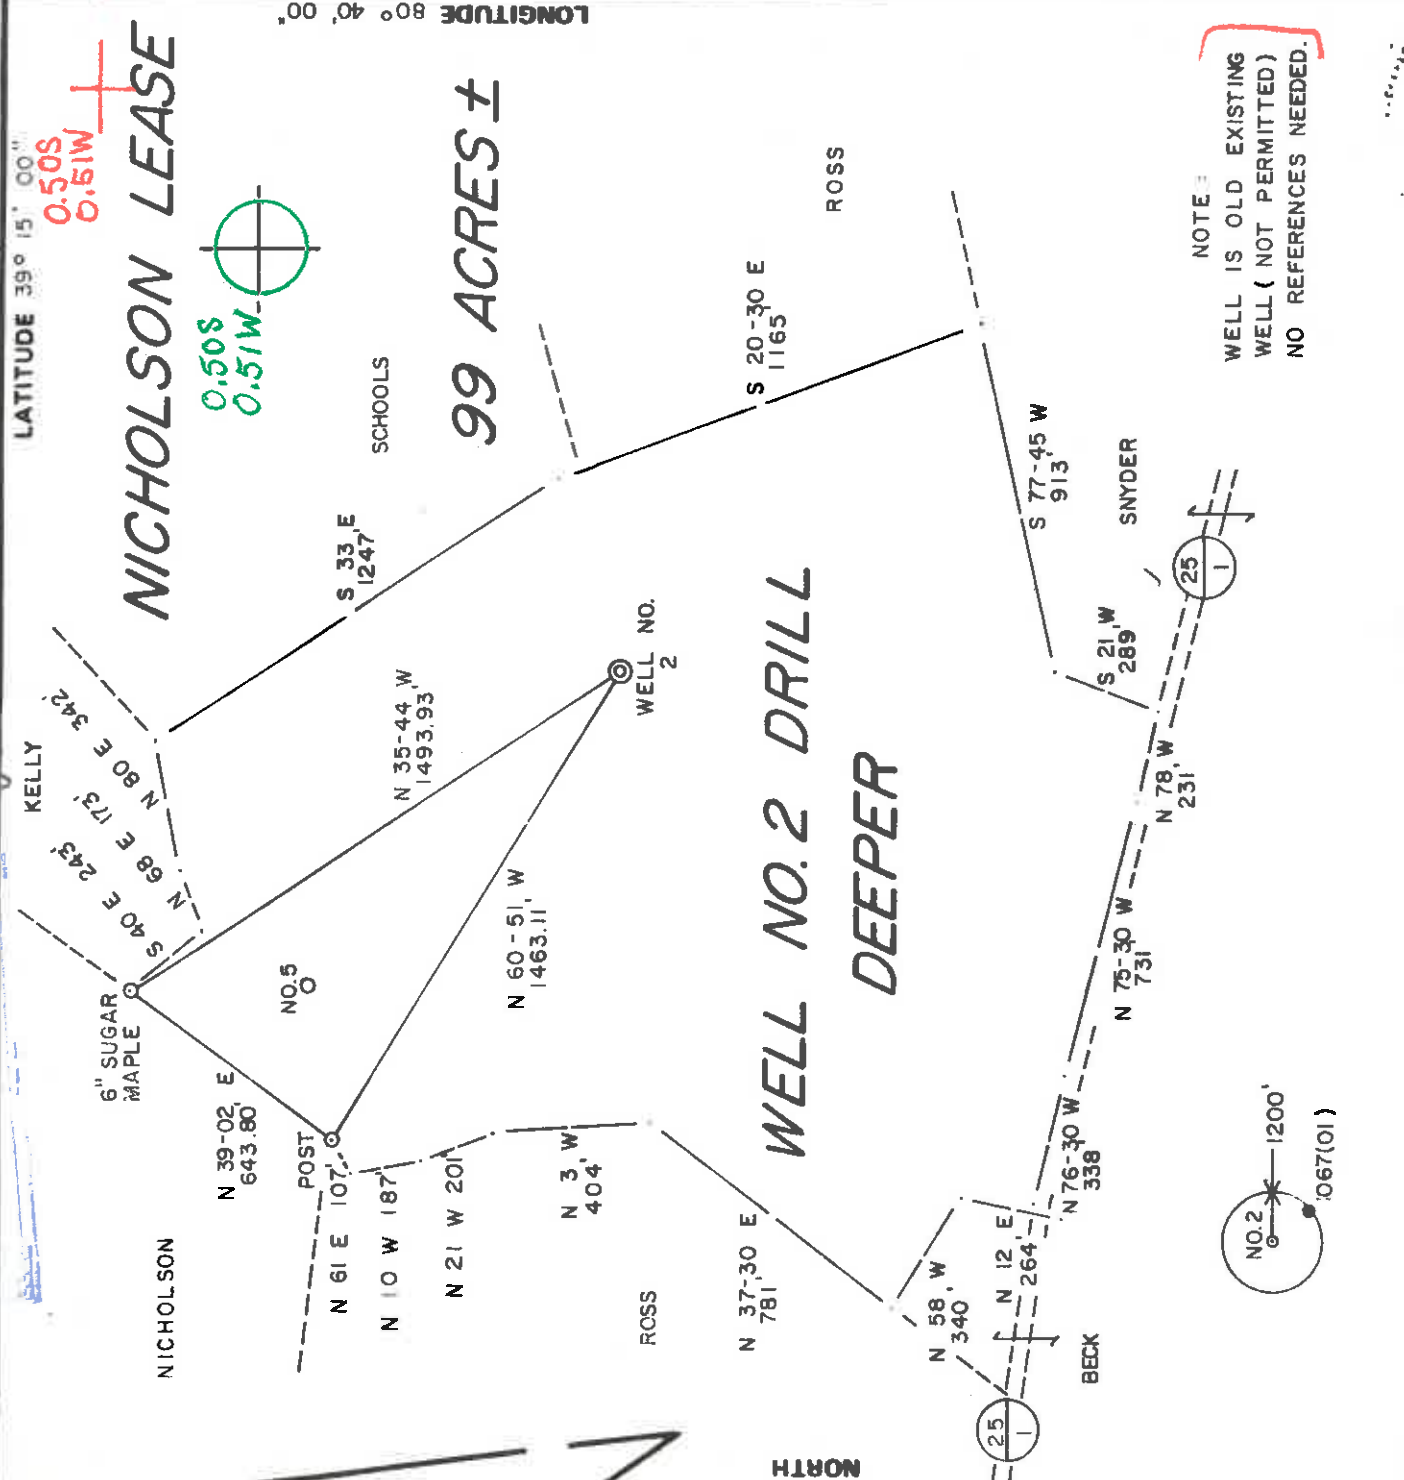 LATITUDE 39° 15' 00"
LONGITUDE 80° 40' 00"
0.50S
0.51W
NICHOLSON LEASE
0.50S
0.51W
99 ACRES ±
KELLY
S 40 E 243'
N 68 E 173'
N 80 E 342'
SCHOOLS
S 33 E
1247'
ROSS
S 20-30 E
1165'
S 77-45 W
913'
SNYDER
S 21 W
289'
25
1
N 78 W
231'
N 75-30 W
731'
N 76-30 W
338'
6" SUGAR
MAPLE
NO.5
N 35-44 W
1493.93'
WELL NO.
2
N 60-51 W
1463.11'
N 39-02 E
643.80'
POST
NICHOLSON
N 61 E 107'
N 10 W 187'
N 21 W 201'
N 3 W
404'
ROSS
N 37-30 E
781'
N 58 W
340'
N 12 E
264'
BECK
25
1
WELL NO.2 DRILL
DEEPER
NOTE:
WELL IS OLD EXISTING
WELL (NOT PERMITTED)
NO REFERENCES NEEDED.
NO.2
1200'
1067(01)
NORTH